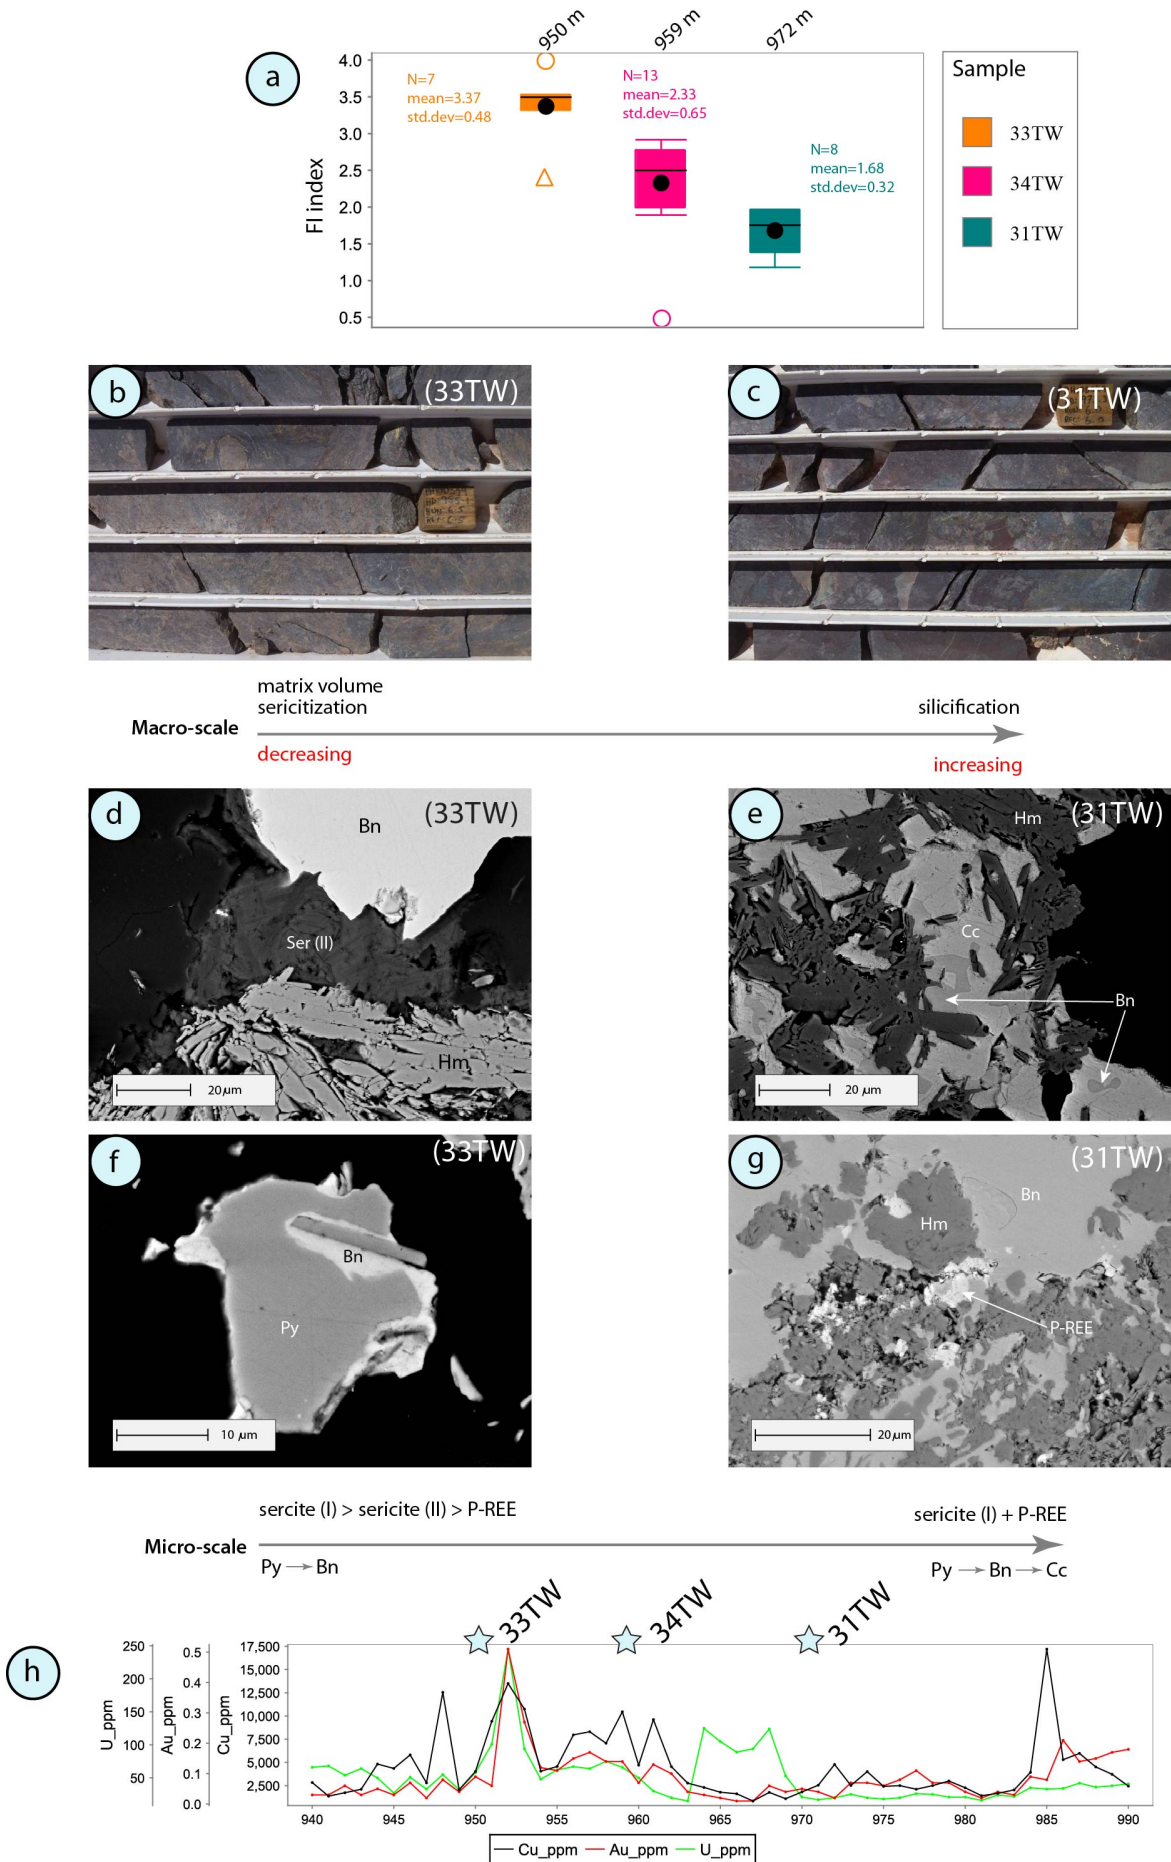 950 m
959 m
972 m
a
4.0
3.5
3.0
2.5
2.0
1.5
1.0
0.5
FI index
N=7
mean=3.37
std.dev=0.48
N=13
mean=2.33
std.dev=0.65
N=8
mean=1.68
std.dev=0.32
Sample
33TW
34TW
31TW
b
(33TW)
c
(31TW)
matrix volume
sericitization
silicification
Macro-scale
decreasing
increasing
d
(33TW)
Bn
Ser (II)
Hm
20 µm
e
(31TW)
Hm
Cc
Bn
20 µm
f
(33TW)
Bn
Py
10 µm
g
(31TW)
Bn
Hm
P-REE
20 µm
sercite (I) > sericite (II) > P-REE
sericite (I) + P-REE
Micro-scale
Py → Bn
Py → Bn → Cc
33TW
34TW
31TW
h
U_ppm
250
200
150
100
50
Au_ppm
0.5
0.4
0.3
0.2
0.1
0.0
Cu_ppm
17,500
15,000
12,500
10,000
7,500
5,000
2,500
940 945 950 955 960 965 970 975 980 985 990
Cu_ppm Au_ppm U_ppm